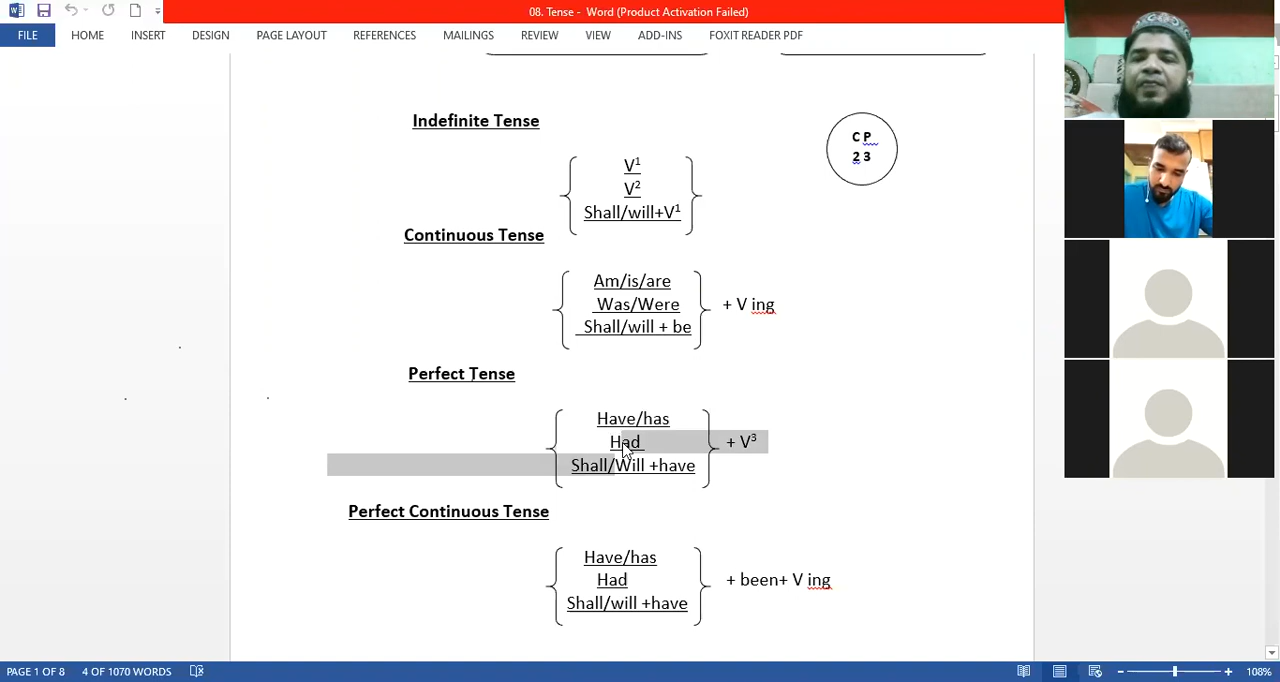 08. Tense - Word (Product Activation Failed)
FILE HOME INSERT DESIGN PAGE LAYOUT REFERENCES MAILINGS REVIEW VIEW ADD-INS FOXIT READER PDF
Indefinite Tense
C P
2 3
V1
V2
Shall/will+V1
Continuous Tense
Am/is/are
Was/Were + V ing
Shall/will + be
Perfect Tense
Have/has
Had + V3
Shall/Will +have
Perfect Continuous Tense
Have/has
Had + been+ V ing
Shall/will +have
PAGE 1 OF 8 4 OF 1070 WORDS 108%